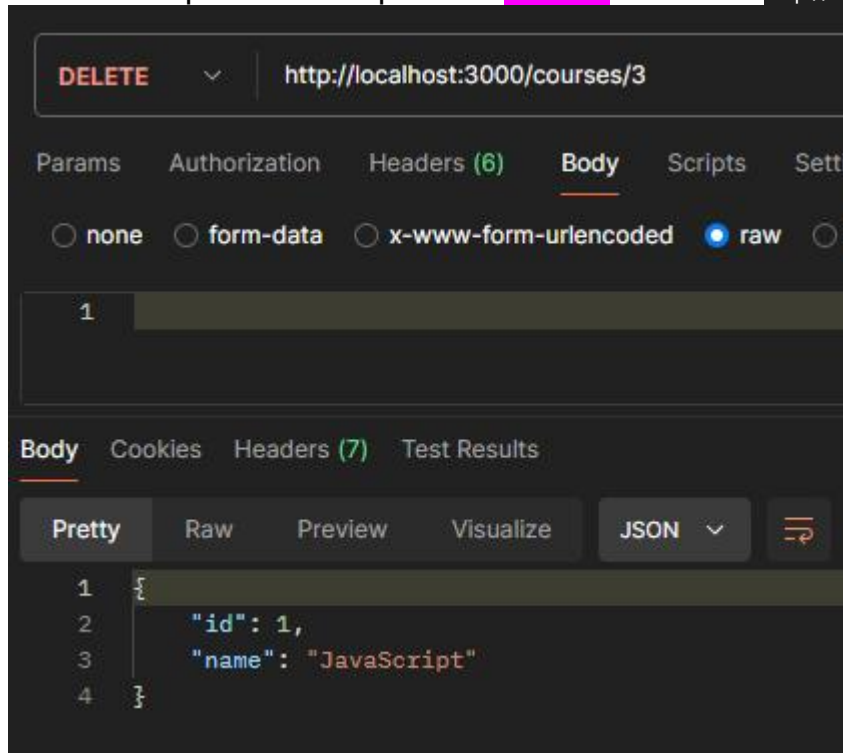 DELETE http://localhost:3000/courses/3
Params Authorization Headers (6) Body Scripts Sett
none form-data x-www-form-urlencoded raw
1
Body Cookies Headers (7) Test Results
Pretty Raw Preview Visualize JSON
1 {
2 "id": 1,
3 "name": "JavaScript"
4 }